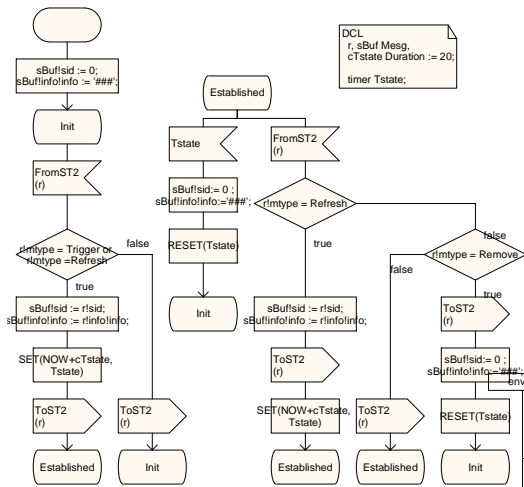 sBuf!sid := 0;
sBuf!info!info := '###';
Init
FromST2
(r)
r!mtype = Trigger or
r!mtype =Refresh
false
true
sBuf!sid := r!sid;
sBuf!info!info := r!info!info;
SET(NOW+cTstate,
Tstate)
ToST2
(r)
Established
ToST2
(r)
Init
Established
Tstate
sBuf!sid:= 0 ;
sBuf!info!info:='###';
RESET(Tstate)
Init
FromST2
(r)
r!mtype = Refresh
true
sBuf!sid := r!sid;
sBuf!info!info := r!info!info;
ToST2
(r)
SET(NOW+cTstate,
Tstate)
Established
false
r!mtype = Remove
false
true
ToST2
(r)
Established
ToST2
(r)
sBuf!sid:= 0 ;
sBuf!info!info:='###';
env
RESET(Tstate)
Init
DCL
r, sBuf Mesg,
cTstate Duration := 20;
timer Tstate;